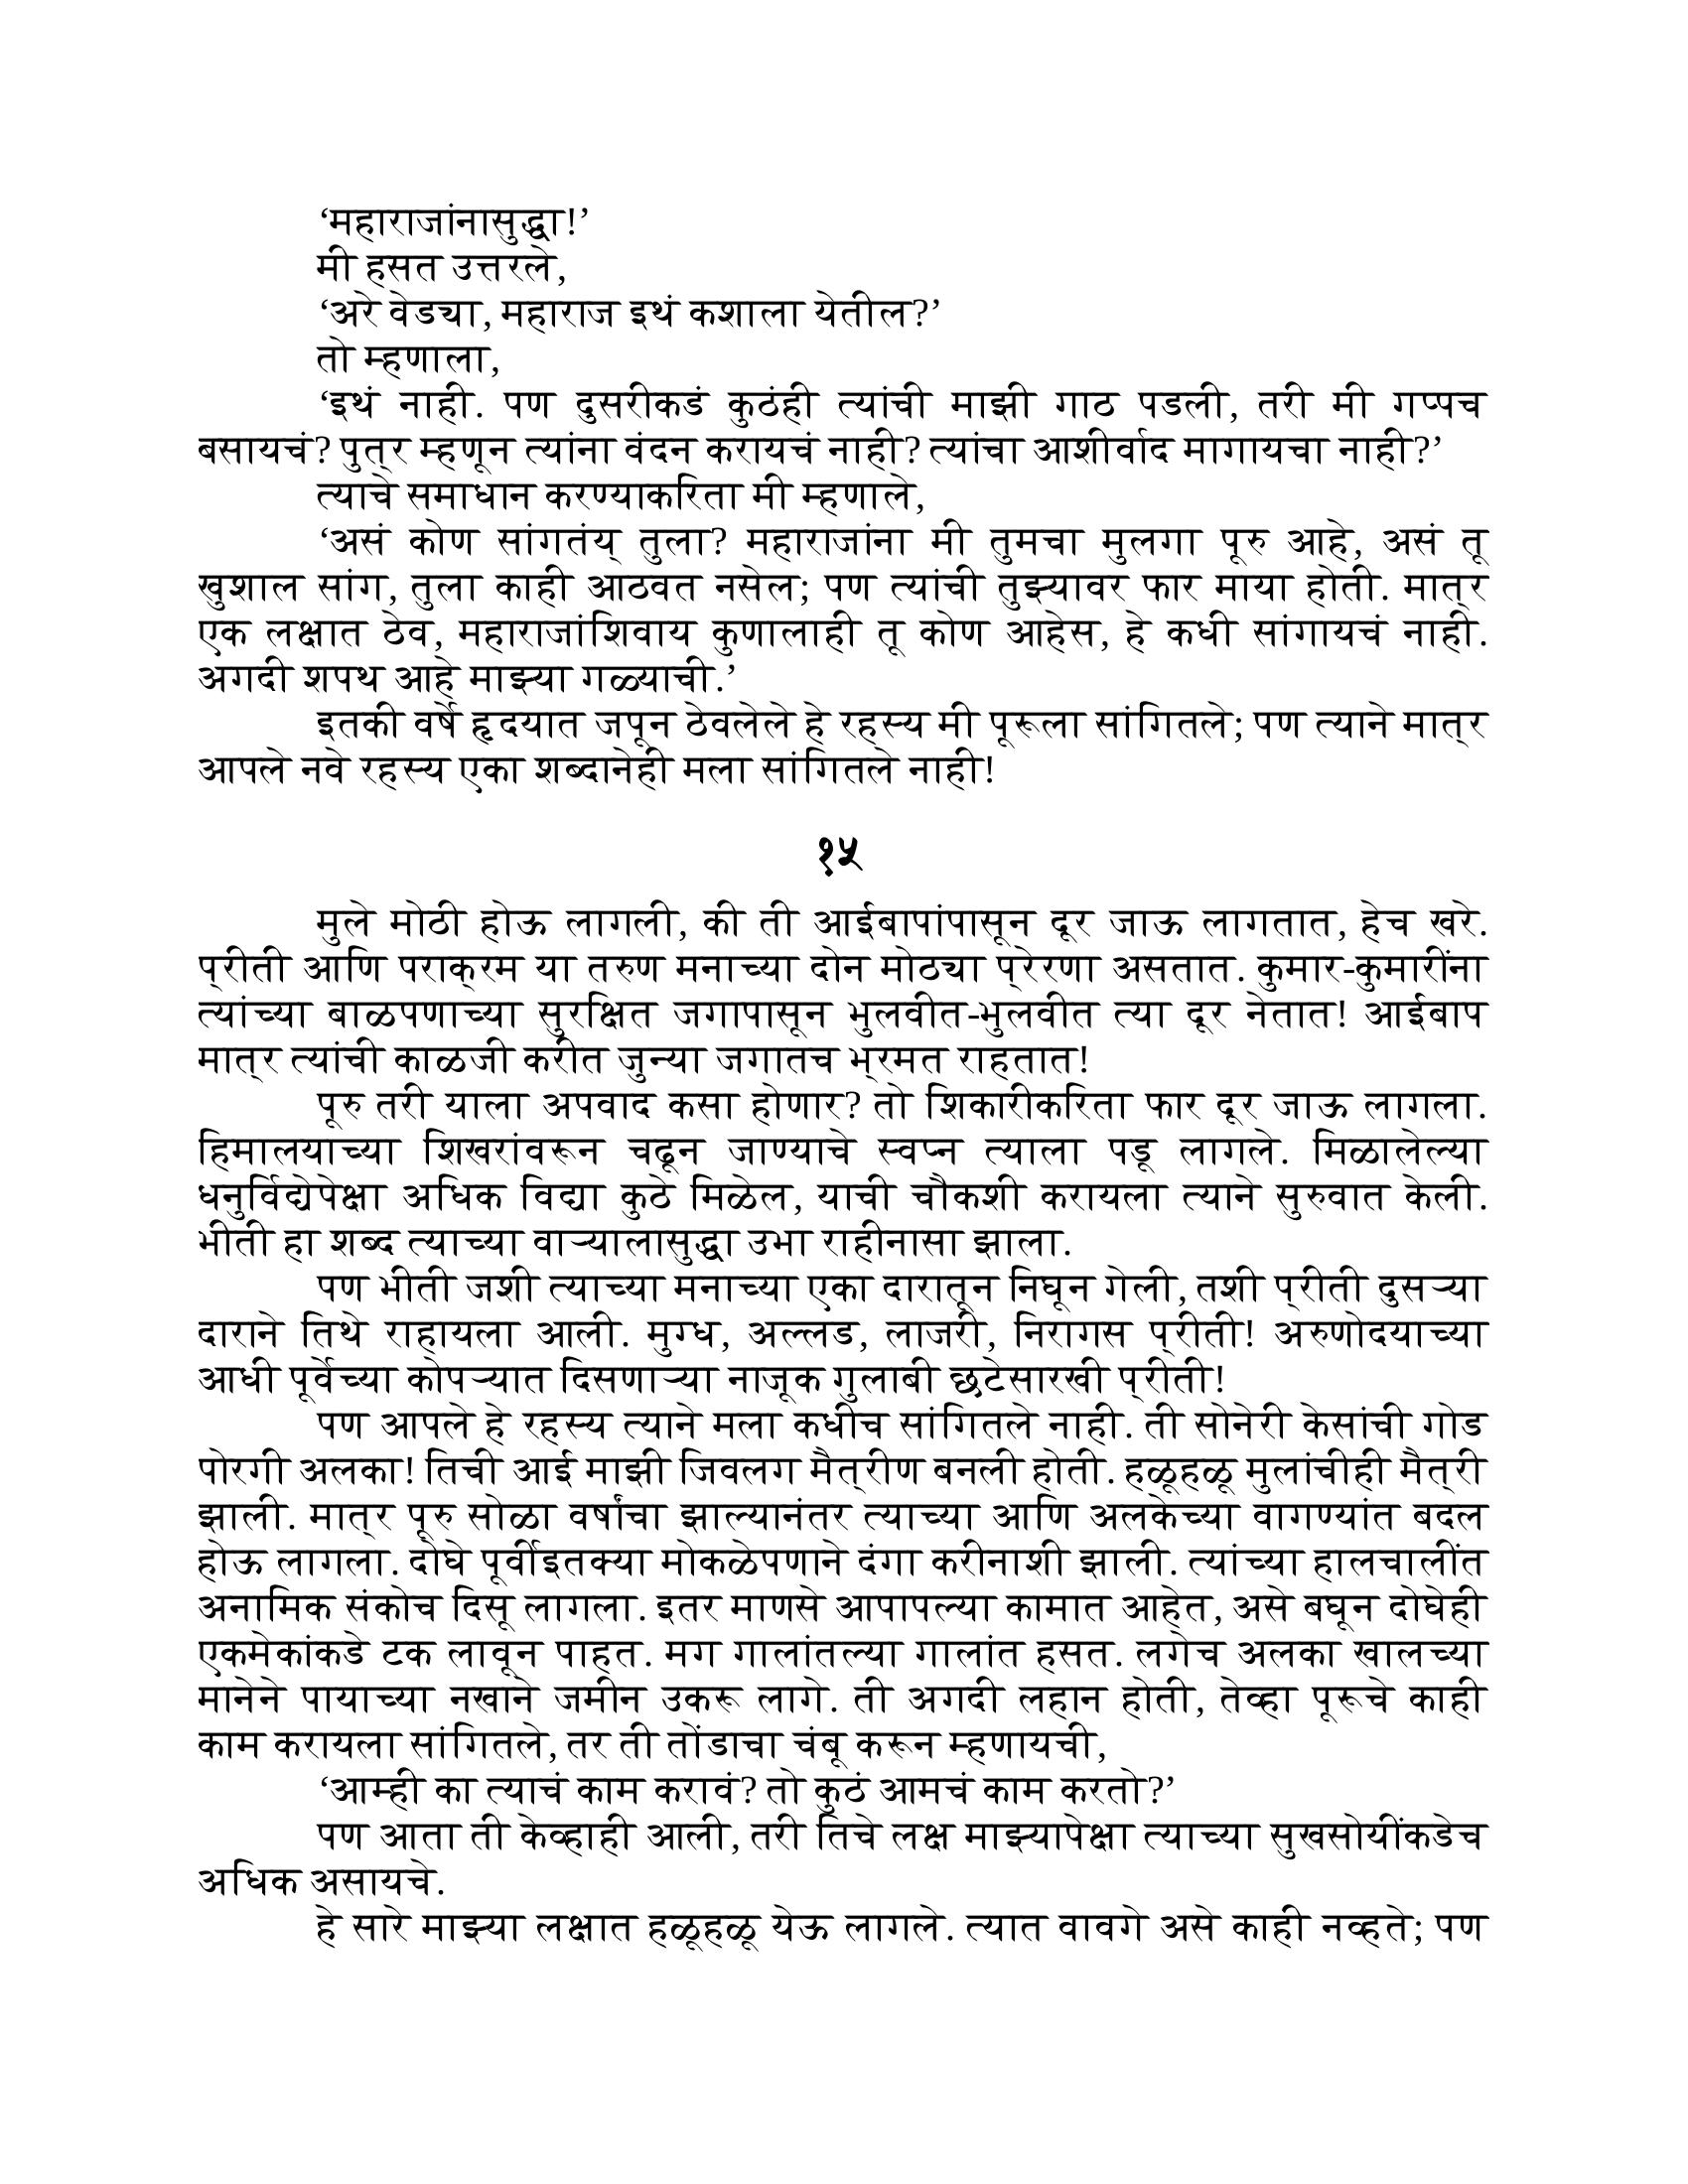 ‘महाराजांनासुद्धा!’
मी हसत उत्तरले,
‘अरे वेड्या, महाराज इथं कशाला येतील?’
तो म्हणाला,
‘इथं नाही. पण दुसरीकडं कुठंही त्यांची माझी गाठ पडली, तरी मी गप्पच
बसायचं? पुत्र म्हणून त्यांना वंदन करायचं नाही? त्यांचा आशीर्वाद मागायचा नाही?’
त्याचे समाधान करण्याकरिता मी म्हणाले,
‘असं कोण सांगतंय् तुला? महाराजांना मी तुमचा मुलगा पूरु आहे, असं तू
खुशाल सांग, तुला काही आठवत नसेल; पण त्यांची तुझ्यावर फार माया होती. मात्र
एक लक्षात ठेव, महाराजांशिवाय कुणालाही तू कोण आहेस, हे कधी सांगायचं नाही.
अगदी शपथ आहे माझ्या गळ्याची.’
इतकी वर्षे हृदयात जपून ठेवलेले हे रहस्य मी पूरूला सांगितले; पण त्याने मात्र
आपले नवे रहस्य एका शब्दानेही मला सांगितले नाही!
१५
मुले मोठी होऊ लागली, की ती आईबापांपासून दूर जाऊ लागतात, हेच खरे.
प्रीती आणि पराक्रम या तरुण मनाच्या दोन मोठ्या प्रेरणा असतात. कुमार-कुमारींना
त्यांच्या बाळपणाच्या सुरक्षित जगापासून भुलवीत-भुलवीत त्या दूर नेतात! आईबाप
मात्र त्यांची काळजी करीत जुन्या जगातच भ्रमत राहतात!
पूरु तरी याला अपवाद कसा होणार? तो शिकारीकरिता फार दूर जाऊ लागला.
हिमालयाच्या शिखरांवरून चढून जाण्याचे स्वप्न त्याला पडू लागले. मिळालेल्या
धनुर्विद्येपेक्षा अधिक विद्या कुठे मिळेल, याची चौकशी करायला त्याने सुरुवात केली.
भीती हा शब्द त्याच्या वाऱ्यालासुद्धा उभा राहीनासा झाला.
पण भीती जशी त्याच्या मनाच्या एका दारातून निघून गेली, तशी प्रीती दुसऱ्या
दाराने तिथे राहायला आली. मुग्ध, अल्लड, लाजरी, निरागस प्रीती! अरुणोदयाच्या
आधी पूर्वेच्या कोपऱ्यात दिसणाऱ्या नाजूक गुलाबी छटेसारखी प्रीती!
पण आपले हे रहस्य त्याने मला कधीच सांगितले नाही. ती सोनेरी केसांची गोड
पोरगी अलका! तिची आई माझी जिवलग मैत्रीण बनली होती. हळूहळू मुलांचीही मैत्री
झाली. मात्र पूरु सोळा वर्षांचा झाल्यानंतर त्याच्या आणि अलकेच्या वागण्यांत बदल
होऊ लागला. दोघे पूर्वीइतक्या मोकळेपणाने दंगा करीनाशी झाली. त्यांच्या हालचालींत
अनामिक संकोच दिसू लागला. इतर माणसे आपापल्या कामात आहेत, असे बघून दोघेही
एकमेकांकडे टक लावून पाहत. मग गालांतल्या गालांत हसत. लगेच अलका खालच्या
मानेने पायाच्या नखाने जमीन उकरू लागे. ती अगदी लहान होती, तेव्हा पूरूचे काही
काम करायला सांगितले, तर ती तोंडाचा चंबू करून म्हणायची,
‘आम्ही का त्याचं काम करावं? तो कुठं आमचं काम करतो?’
पण आता ती केव्हाही आली, तरी तिचे लक्ष माझ्यापेक्षा त्याच्या सुखसोयींकडेच
अधिक असायचे.
हे सारे माझ्या लक्षात हळूहळू येऊ लागले. त्यात वावगे असे काही नव्हते; पण